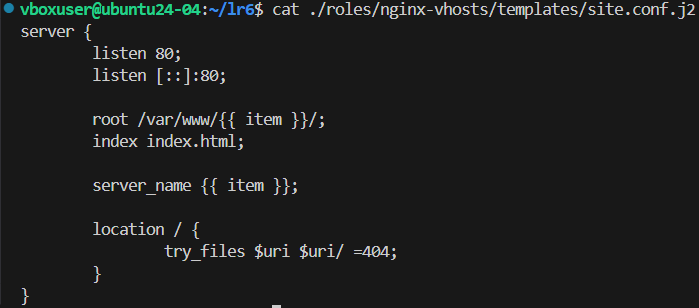 vboxuser@ubuntu24-04:~/lr6$ cat ./roles/nginx-vhosts/templates/site.conf.j2
server {
        listen 80;
        listen [::]:80;

        root /var/www/{{ item }}/;
        index index.html;

        server_name {{ item }};

        location / {
                try_files $uri $uri/ =404;
        }
}